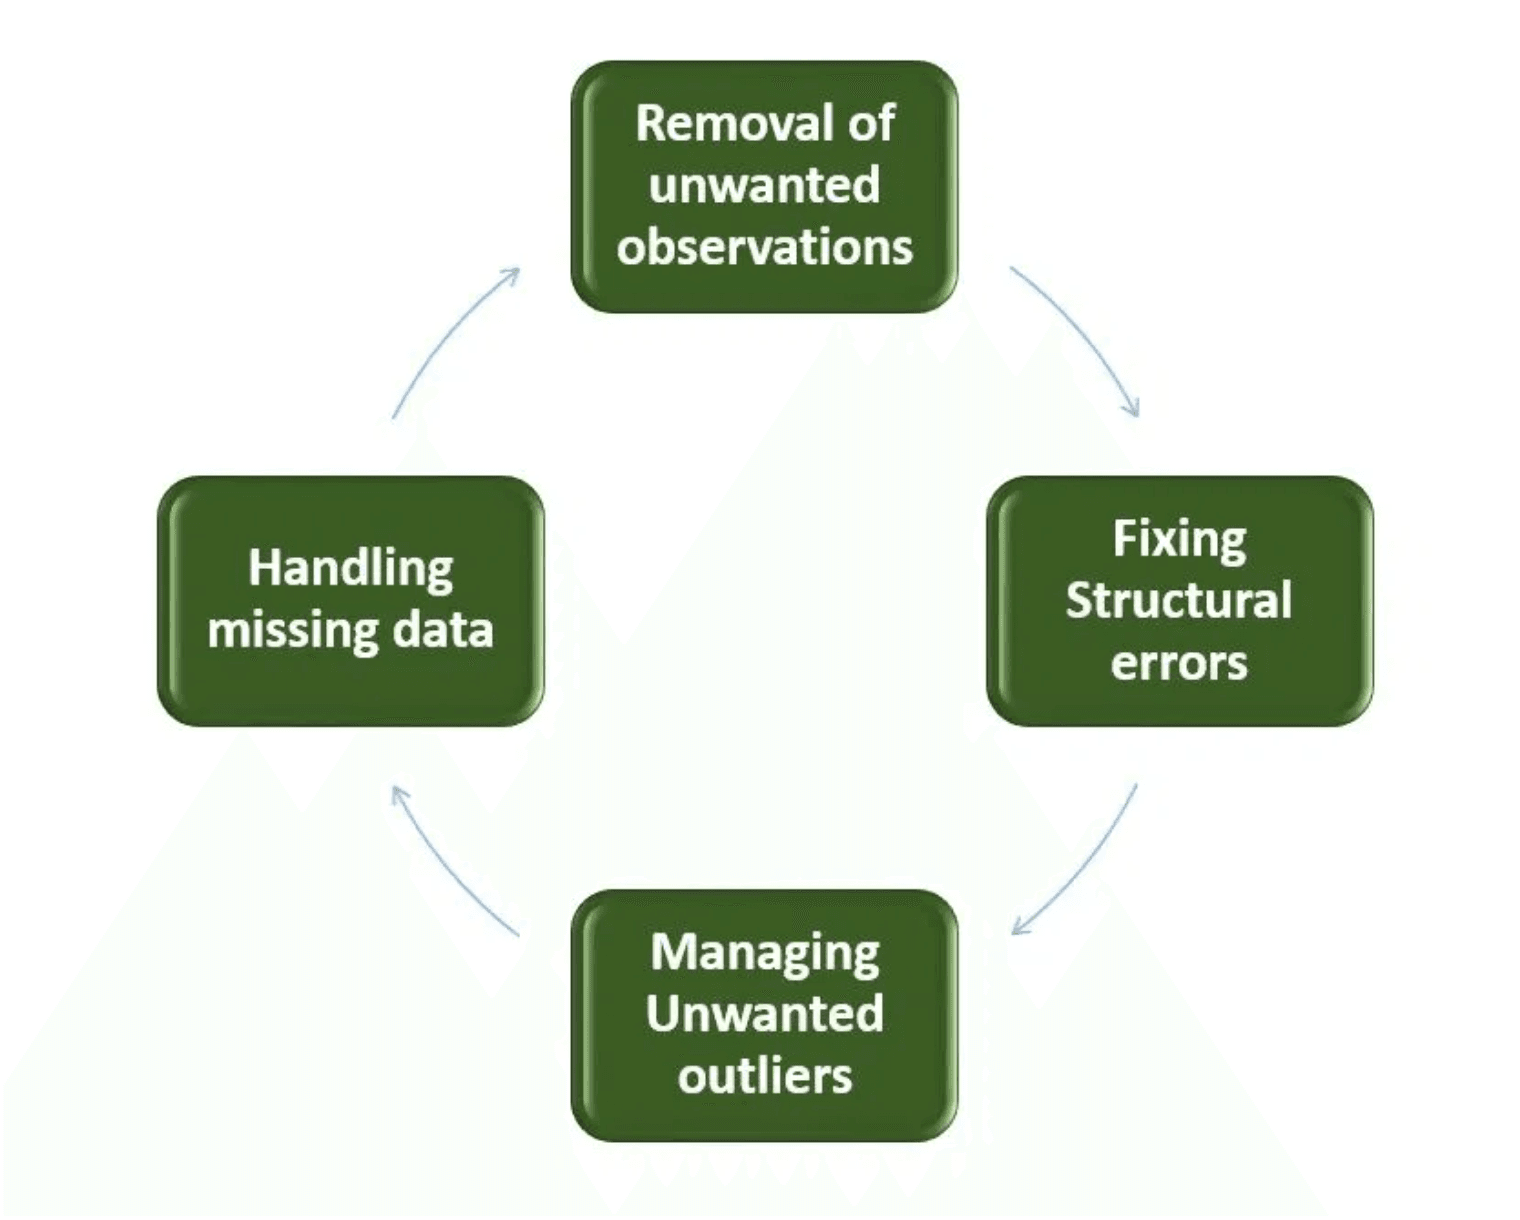 Removal of
unwanted
observations
Fixing
Structural
errors
Managing
Unwanted
outliers
Handling
missing data